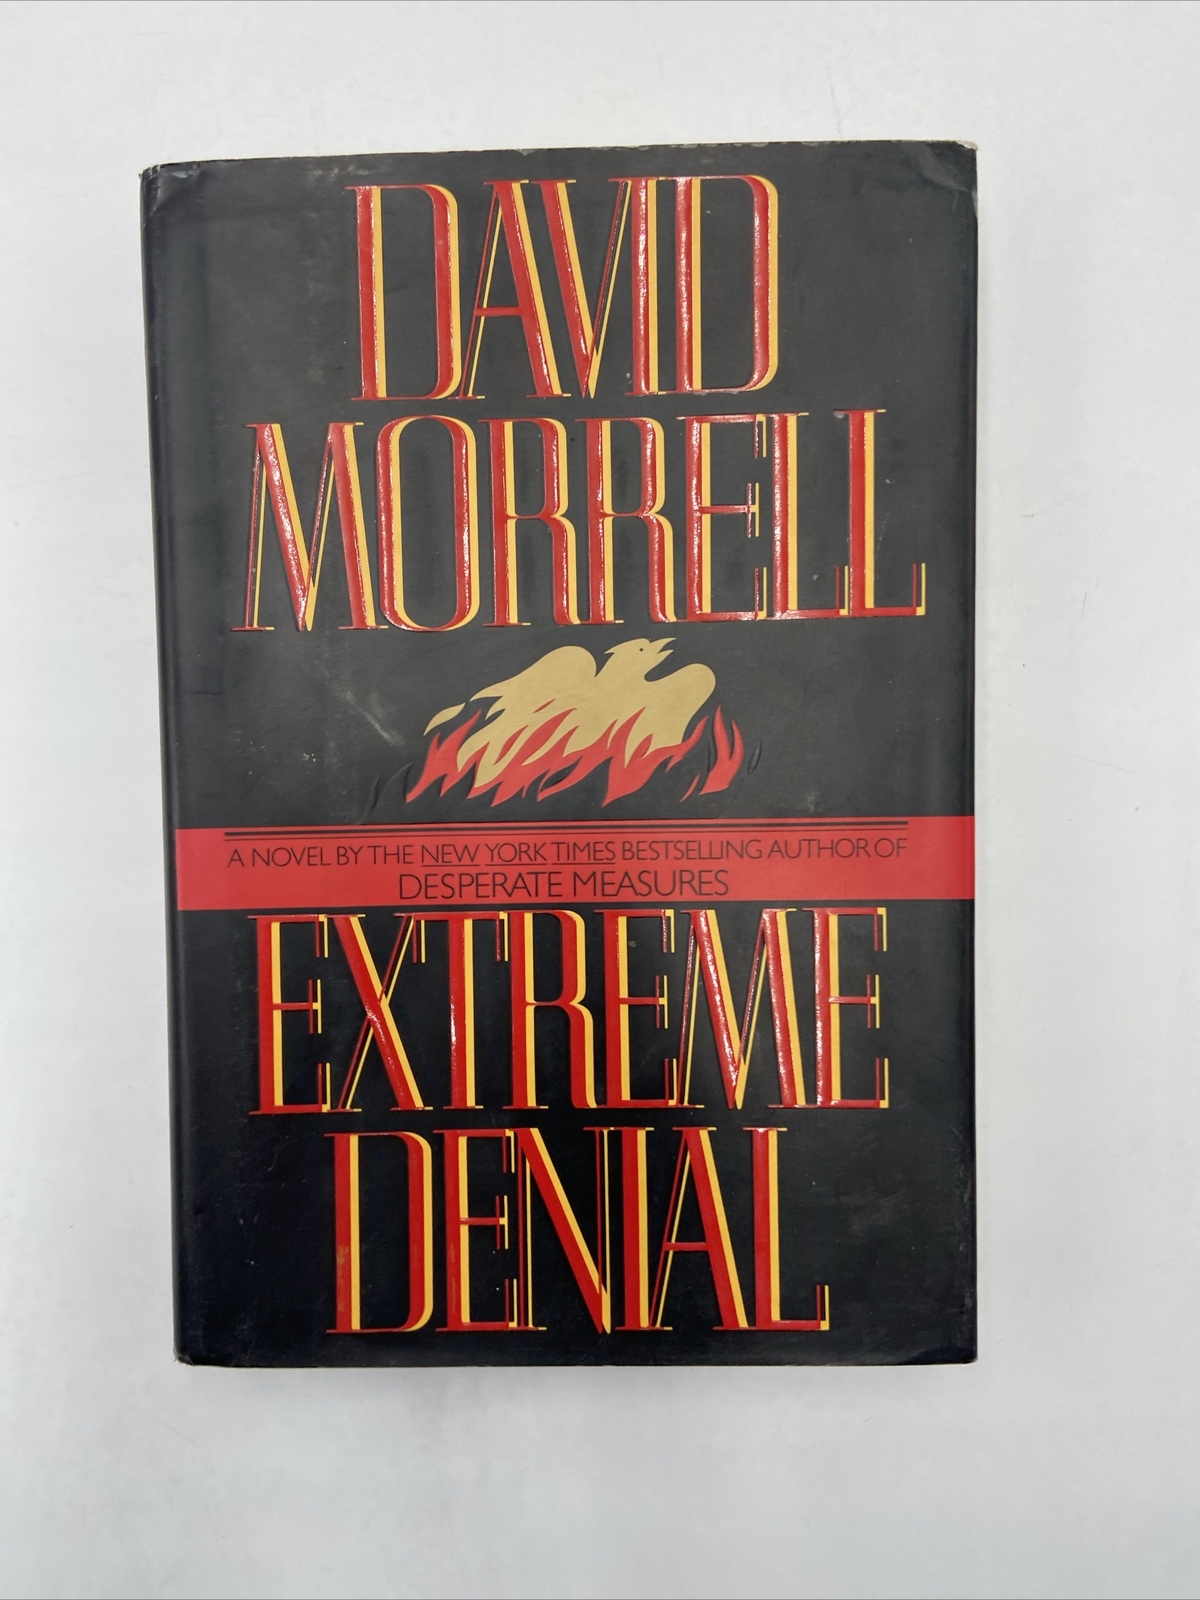 DAVID
MORRELL
A NOVEL BY THE NEW YORK TIMES BESTSELLING AUTHOR OF
DESPERATE MEASURES
EXTREME
DENIAL